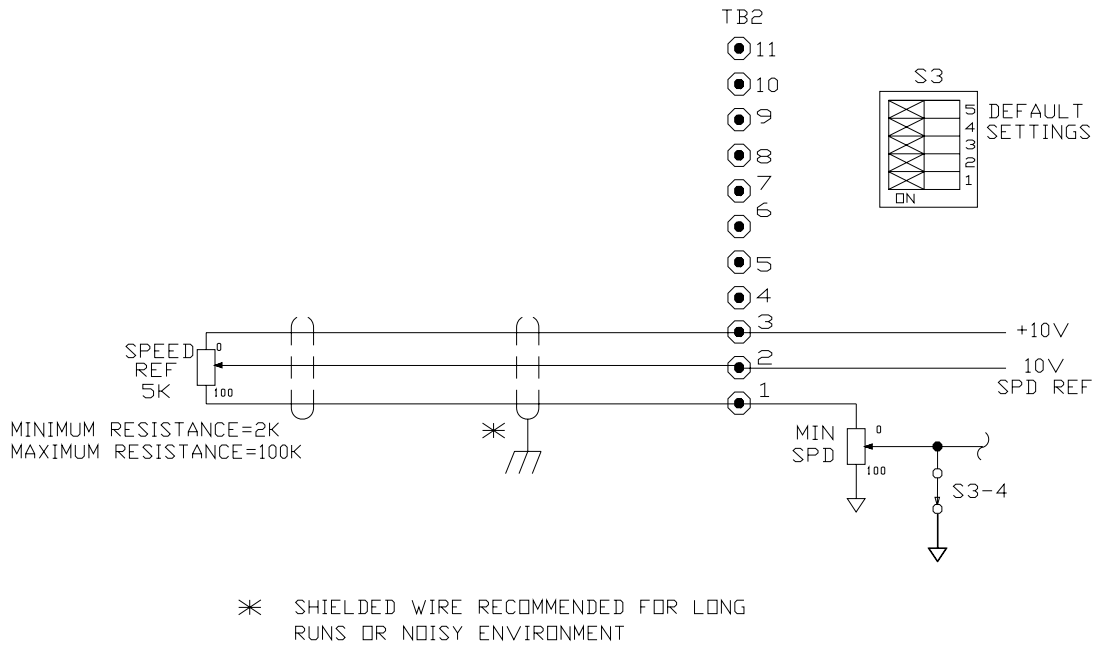 TB2
11
10
9
8
7
6
5
4
3
2
1
S3
5
4
3
2
1
ON
DEFAULT
SETTINGS
+10V
10V
SPD REF
SPEED
REF
5K
0
100
MINIMUM RESISTANCE=2K
MAXIMUM RESISTANCE=100K
MIN
SPD
0
100
S3-4
SHIELDED WIRE RECOMMENDED FOR LONG
RUNS OR NOISY ENVIRONMENT